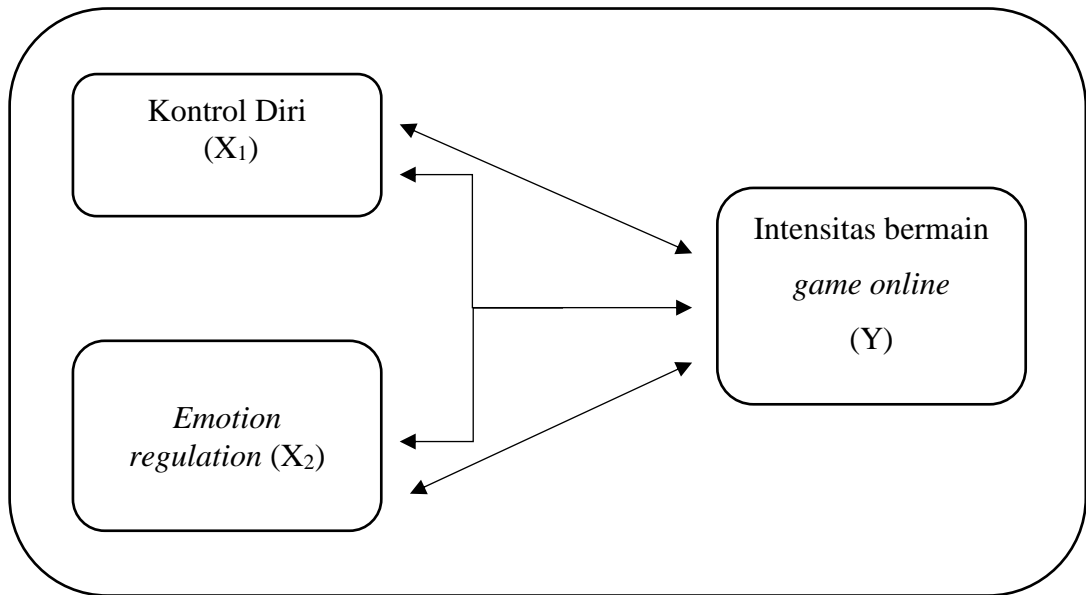 Kontrol Diri
(X₁)
Intensitas bermain
game online
(Y)
Emotion
regulation (X₂)